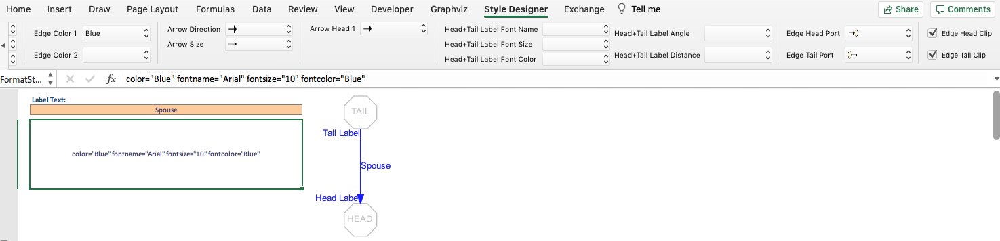 Home Insert Draw Page Layout Formulas Data Review View Developer Graphviz Style Designer Exchange Tell me Share Comments
Edge Color 1 Blue Arrow Direction Arrow Head 1 Head+Tail Label Font Name Head+Tail Label Angle Edge Head Port Edge Head Clip
Arrow Size Head+Tail Label Font Size
Edge Color 2 Head+Tail Label Font Color Head+Tail Label Distance Edge Tail Port Edge Tail Clip
FormatSt... fx color="Blue" fontname="Arial" fontsize="10" fontcolor="Blue"
Label Text:
Spouse
color="Blue" fontname="Arial" fontsize="10" fontcolor="Blue"
TAIL
Tail Label
Spouse
Head Label
HEAD